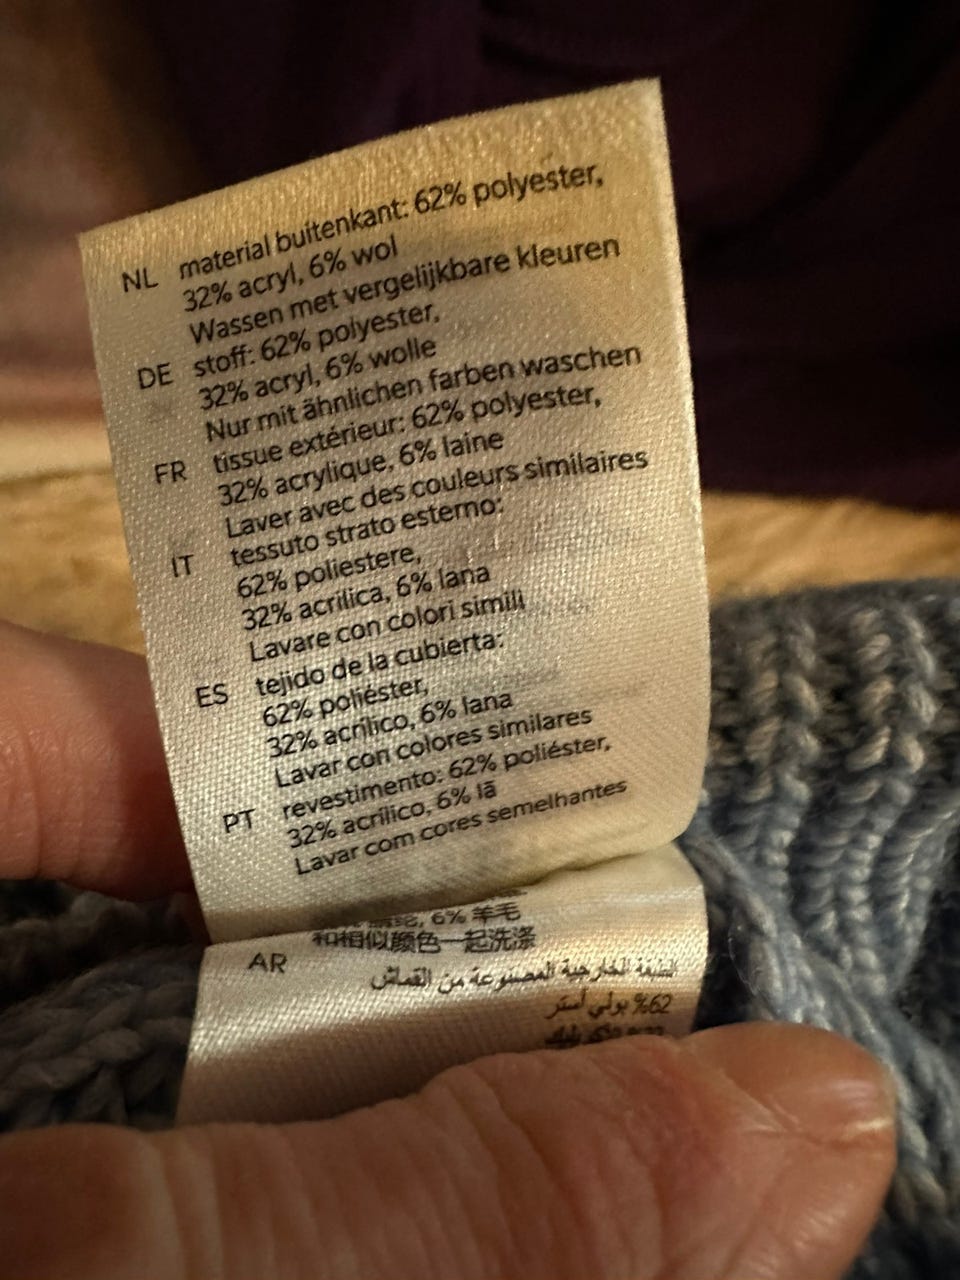 NL material buitenkant: 62% polyester,
32% acryl, 6% wol
Wassen met vergelijkbare kleuren
DE stoff: 62% polyester,
32% acryl, 6% wolle
Nur mit ähnlichen farben waschen
FR tissue extérieur: 62% polyester,
32% acrylique, 6% laine
Laver avec des couleurs similaires
IT tessuto strato esterno:
62% poliestere,
32% acrilica, 6% lana
Lavare con colori simili
ES tejido de la cubierta:
62% poliéster,
32% acrílico, 6% lana
Lavar con colores similares
PT revestimento: 62% poliéster,
32% acrílico, 6% lã
Lavar com cores semelhantes
6% 羊毛
和相似颜色一起洗涤
AR الطبقة الخارجية المصنوعة من القماش
62% بولي أستر